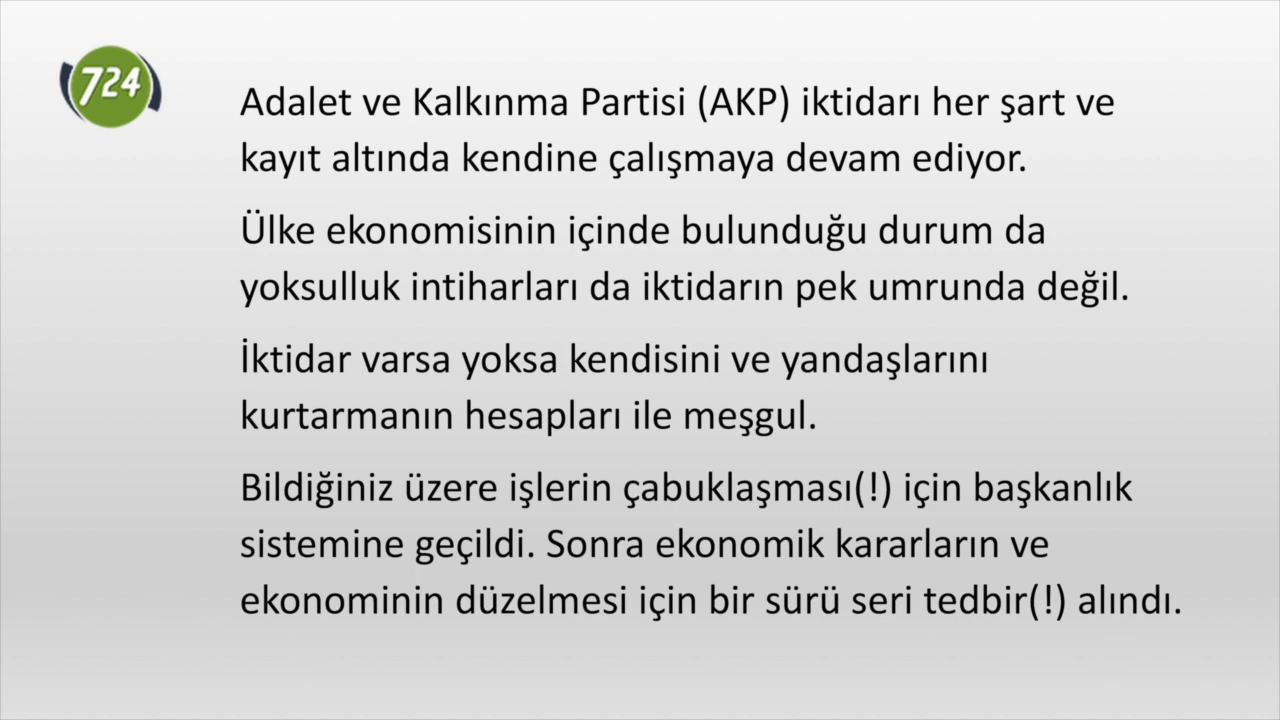 724
Adalet ve Kalkınma Partisi (AKP) iktidarı her şart ve
kayıt altında kendine çalışmaya devam ediyor.
Ülke ekonomisinin içinde bulunduğu durum da
yoksulluk intiharları da iktidarın pek umrunda değil.
İktidar varsa yoksa kendisini ve yandaşlarını
kurtarmanın hesapları ile meşgul.
Bildiğiniz üzere işlerin çabuklaşması(!) için başkanlık
sistemine geçildi. Sonra ekonomik kararların ve
ekonominin düzelmesi için bir sürü seri tedbir(!) alındı.